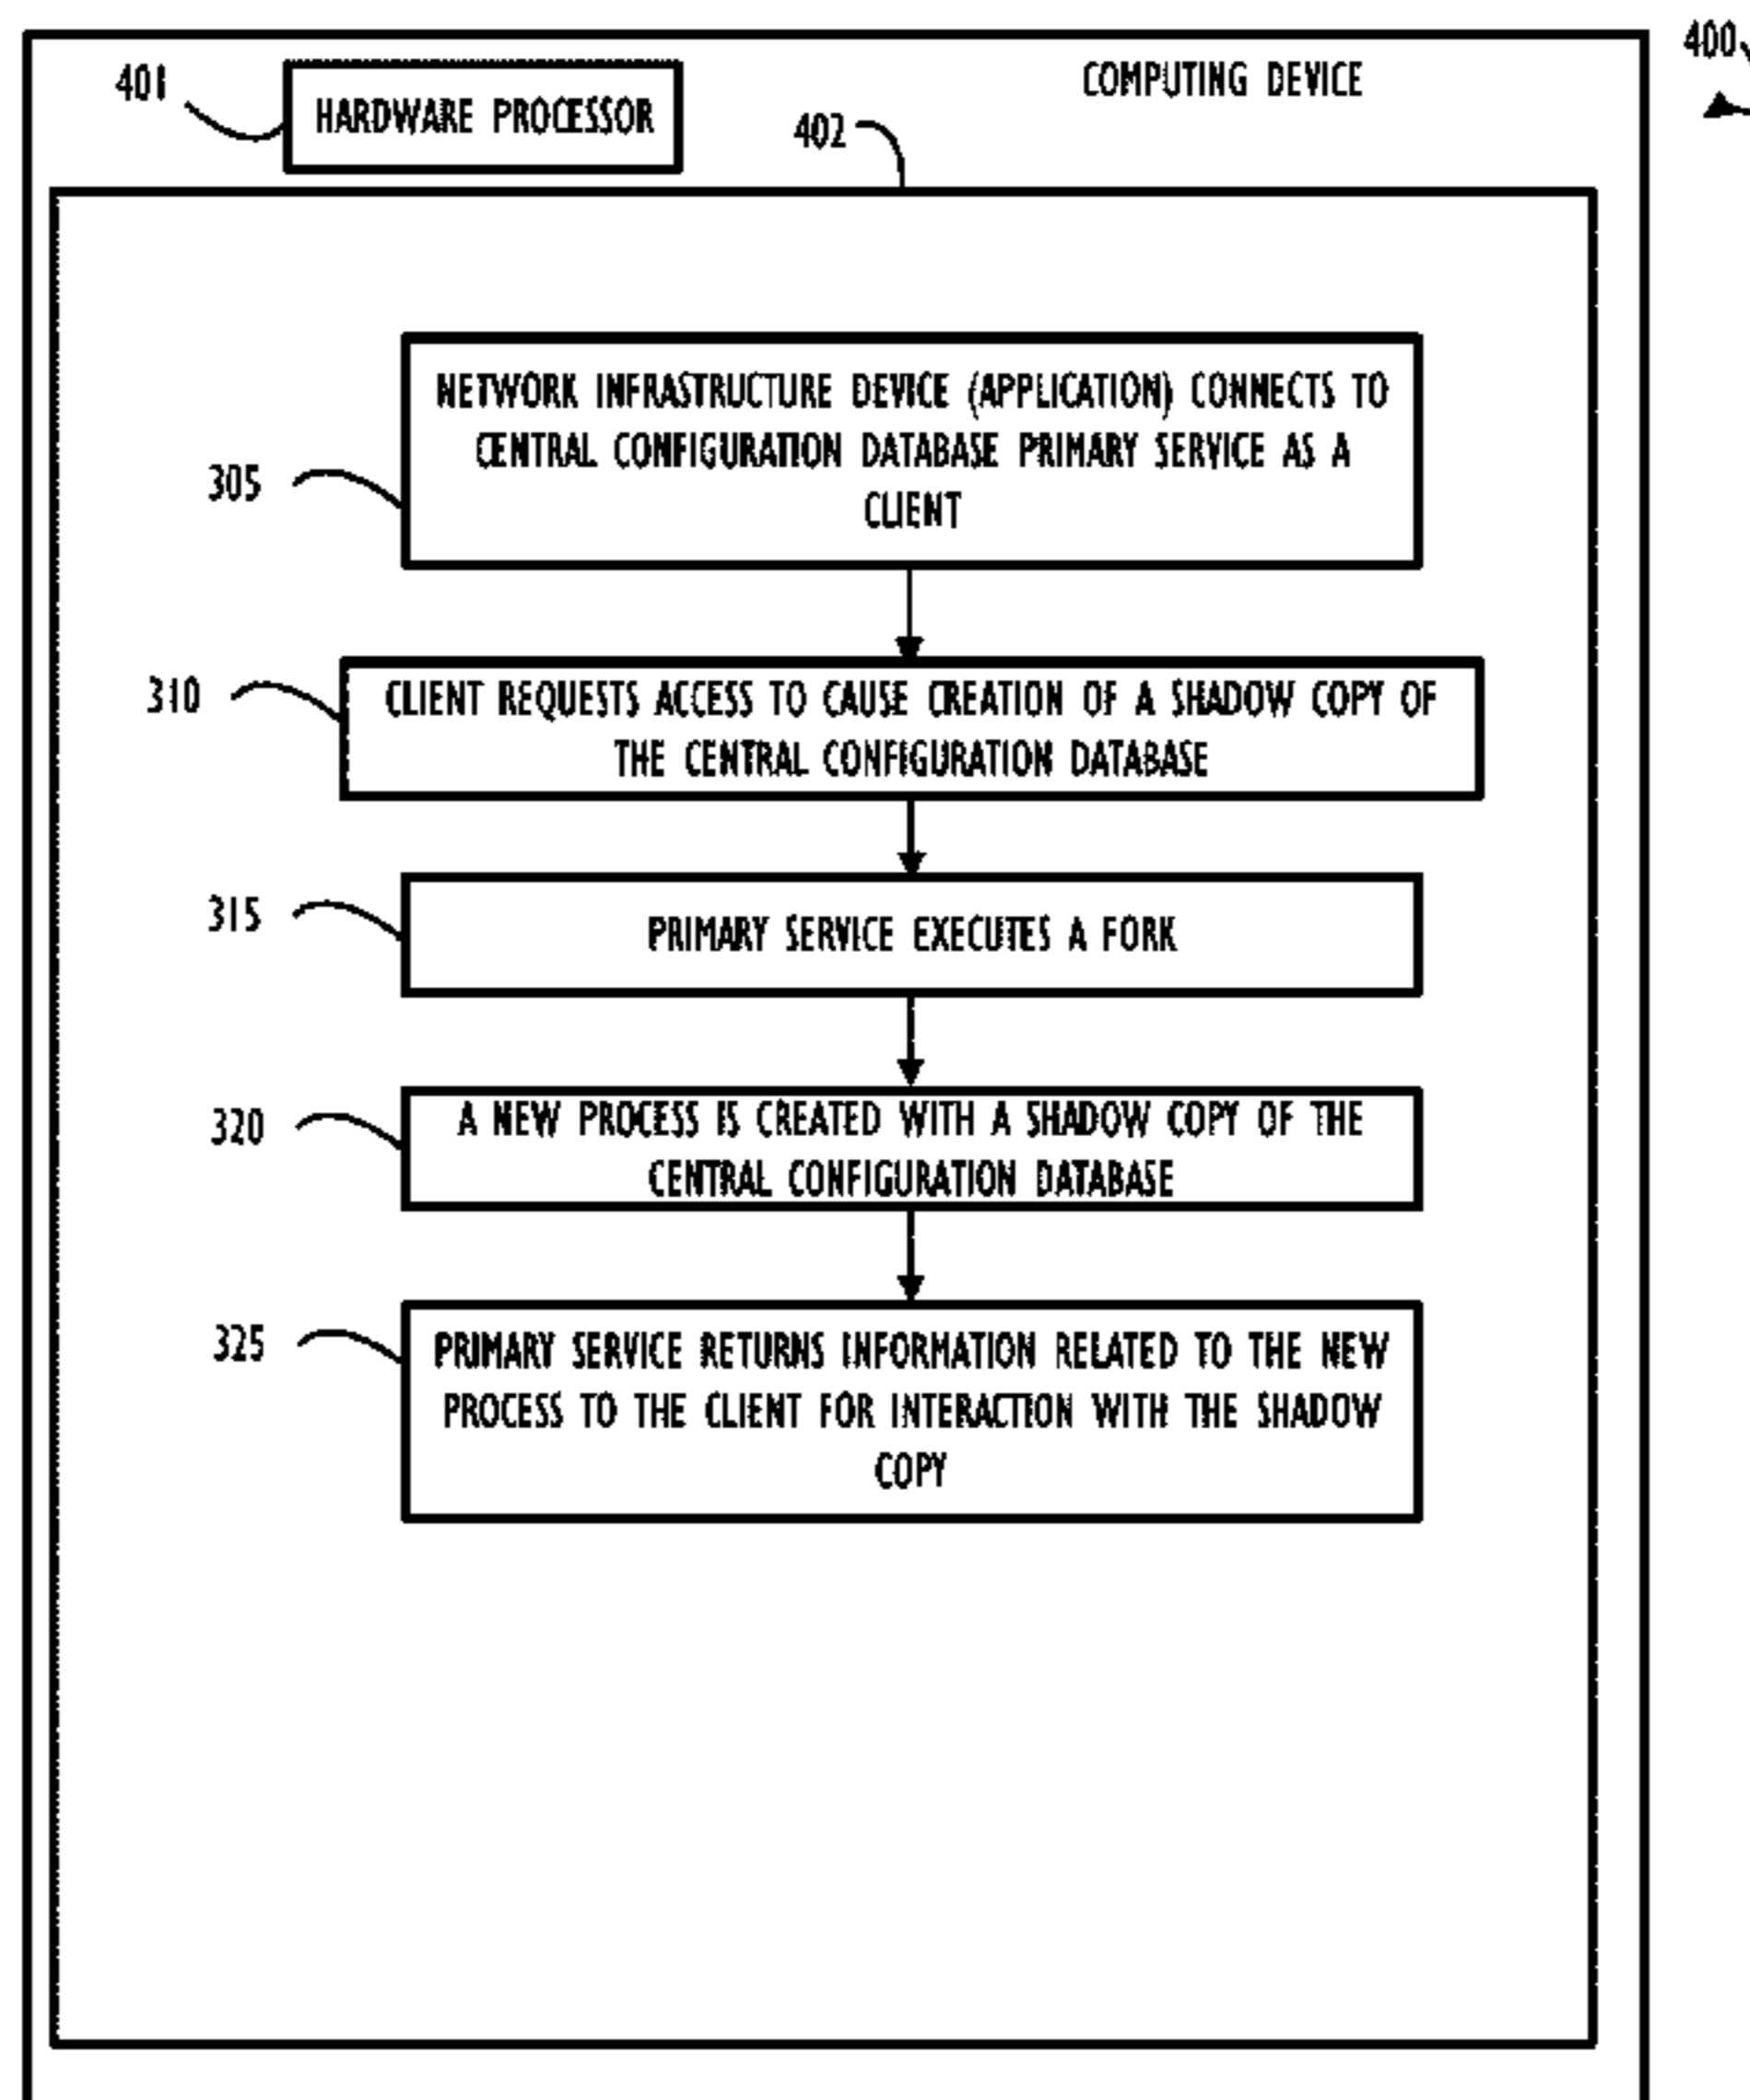 400
401
HARDWARE PROCESSOR
COMPUTING DEVICE
402
305
NETWORK INFRASTRUCTURE DEVICE (APPLICATION) CONNECTS TO
CENTRAL CONFIGURATION DATABASE PRIMARY SERVICE AS A
CLIENT
310
CLIENT REQUESTS ACCESS TO CAUSE CREATION OF A SHADOW COPY OF
THE CENTRAL CONFIGURATION DATABASE
315
PRIMARY SERVICE EXECUTES A FORK
320
A NEW PROCESS IS CREATED WITH A SHADOW COPY OF THE
CENTRAL CONFIGURATION DATABASE
325
PRIMARY SERVICE RETURNS INFORMATION RELATED TO THE NEW
PROCESS TO THE CLIENT FOR INTERACTION WITH THE SHADOW
COPY